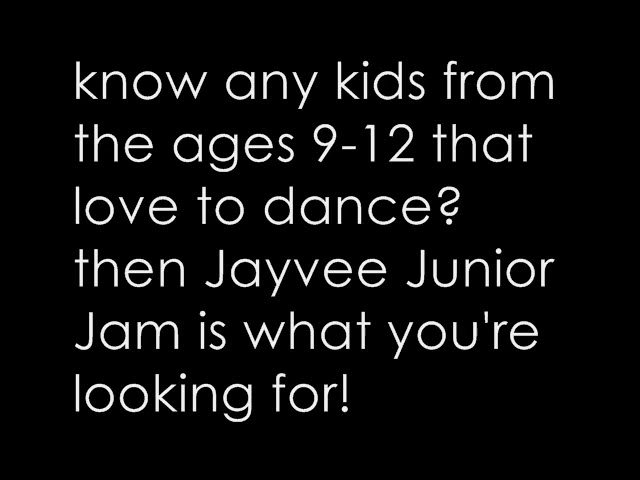 know any kids from
the ages 9-12 that
love to dance?
then Jayvee Junior
Jam is what you're
looking for!